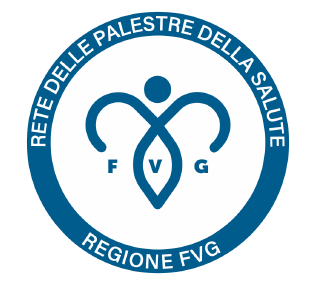 RETE DELLE PALESTRE DELLA SALUTE
F V G
REGIONE FVG